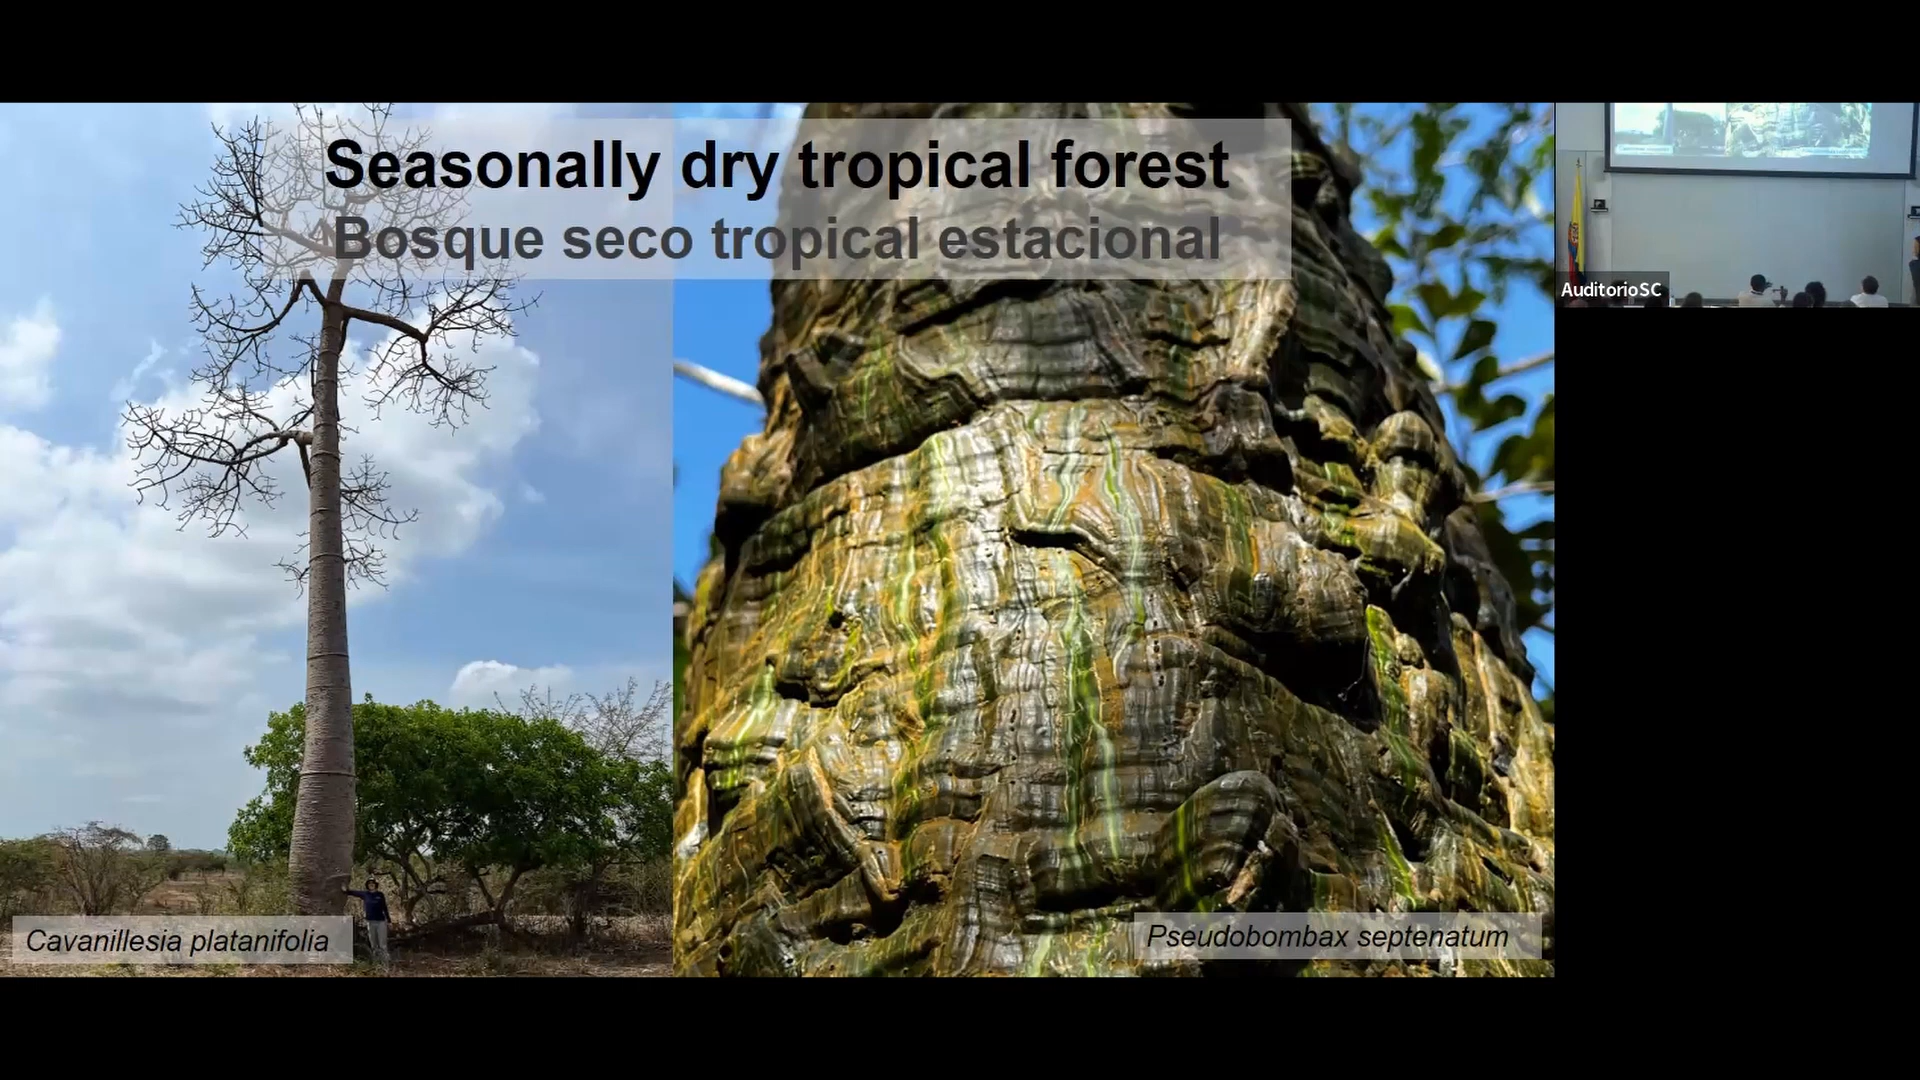 Seasonally dry tropical forest
Bosque seco tropical estacional
AuditorioSC
Cavanillesia platanifolia
Pseudobombax septenatum